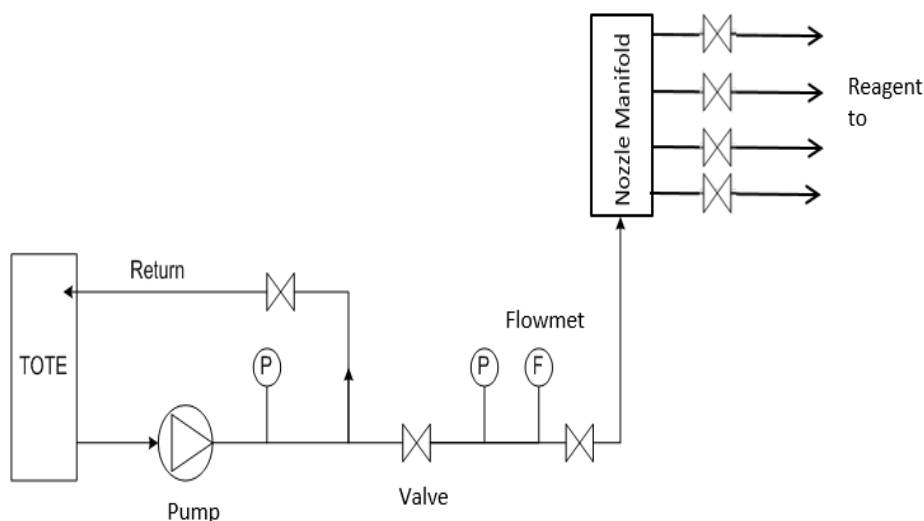 Nozzle Manifold
Reagent
to
Return
Flowmet
TOTE
P
P
F
Valve
Pump